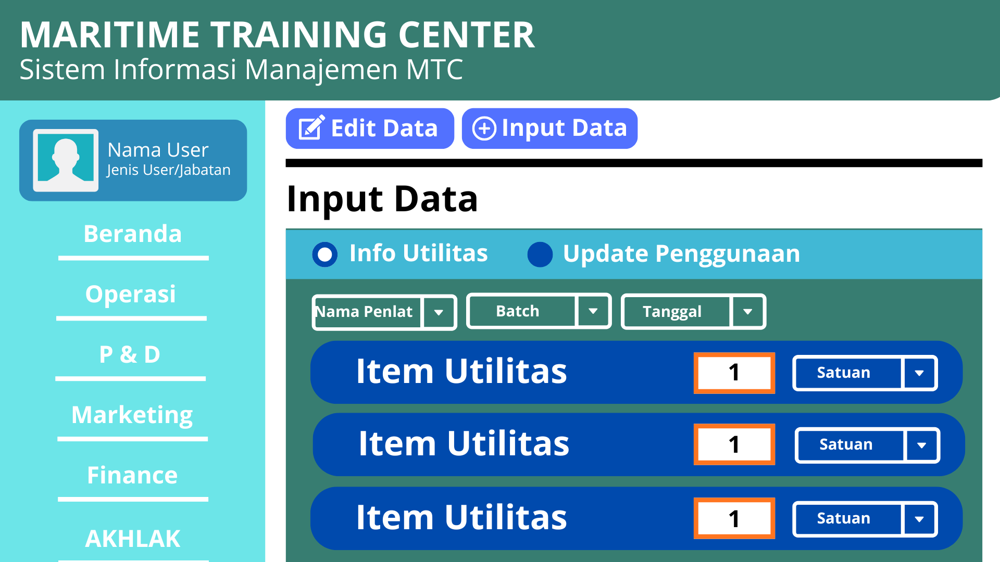 MARITIME TRAINING CENTER
Sistem Informasi Manajemen MTC
Nama User
Jenis User/Jabatan
Beranda
Operasi
P & D
Marketing
Finance
AKHLAK
Edit Data
Input Data
Input Data
Info Utilitas
Update Penggunaan
Nama Penlat
Batch
Tanggal
Item Utilitas 1 Satuan
Item Utilitas 1 Satuan
Item Utilitas 1 Satuan